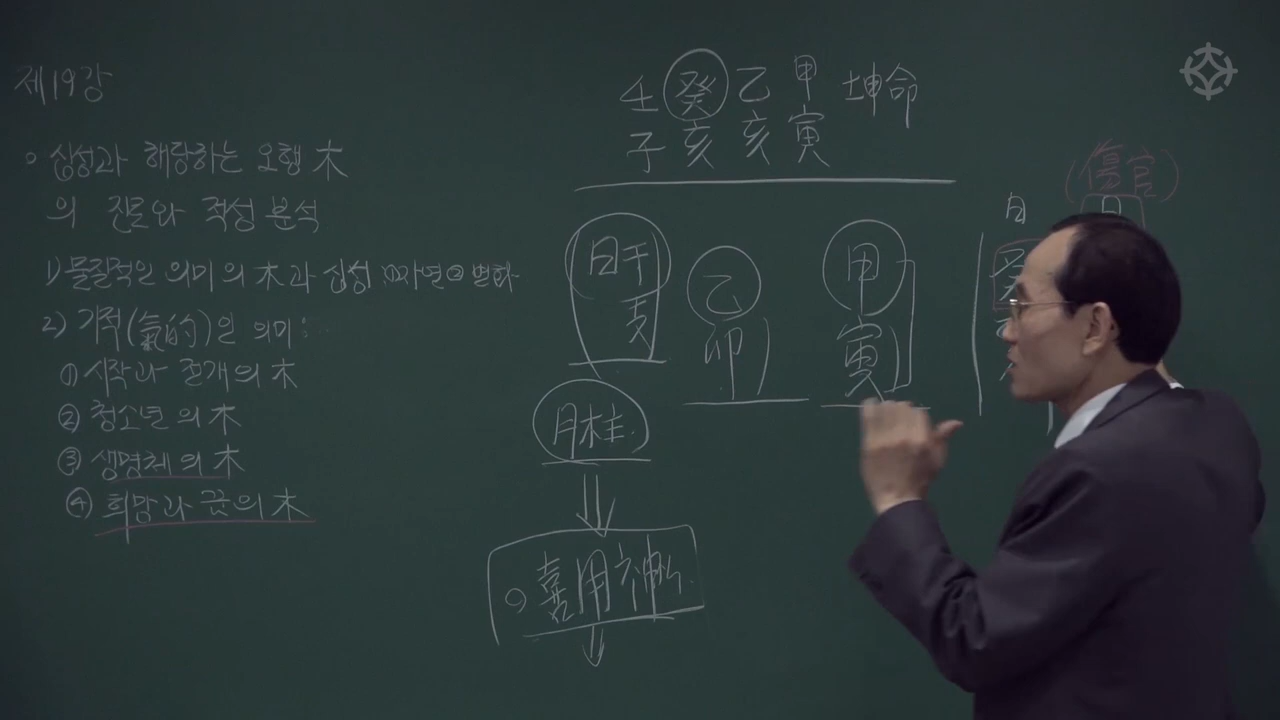 제19강
○ 십성과 해당하는 오행 木
의 진로와 적성 분석
1) 물질적인 의미의 木과 십성
2) 기적(氣的)인 의미:
① 시작과 전개의 木
② 청소년의 木
③ 생명체의 木
④ 희망과 꿈의 木
壬 癸 乙 甲 坤命
子 亥 亥 寅
日干
乙
卯
甲
寅
月柱
○ 喜用神
(傷官)
月